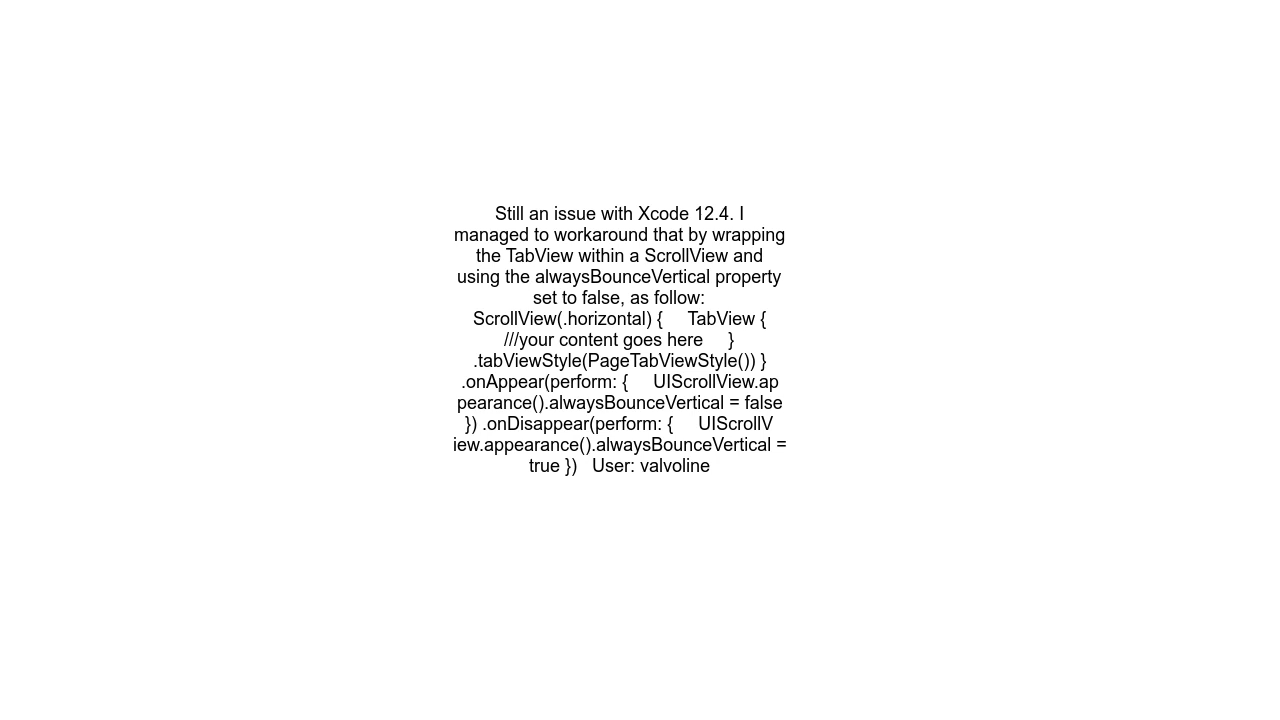 Still an issue with Xcode 12.4. I
managed to workaround that by wrapping
the TabView within a ScrollView and
using the alwaysBounceVertical property
set to false, as follow:
ScrollView(.horizontal) {     TabView {
///your content goes here     }
.tabViewStyle(PageTabViewStyle()) }
.onAppear(perform: {     UIScrollView.ap
pearance().alwaysBounceVertical = false
}) .onDisappear(perform: {     UIScrollV
iew.appearance().alwaysBounceVertical =
true })   User: valvoline